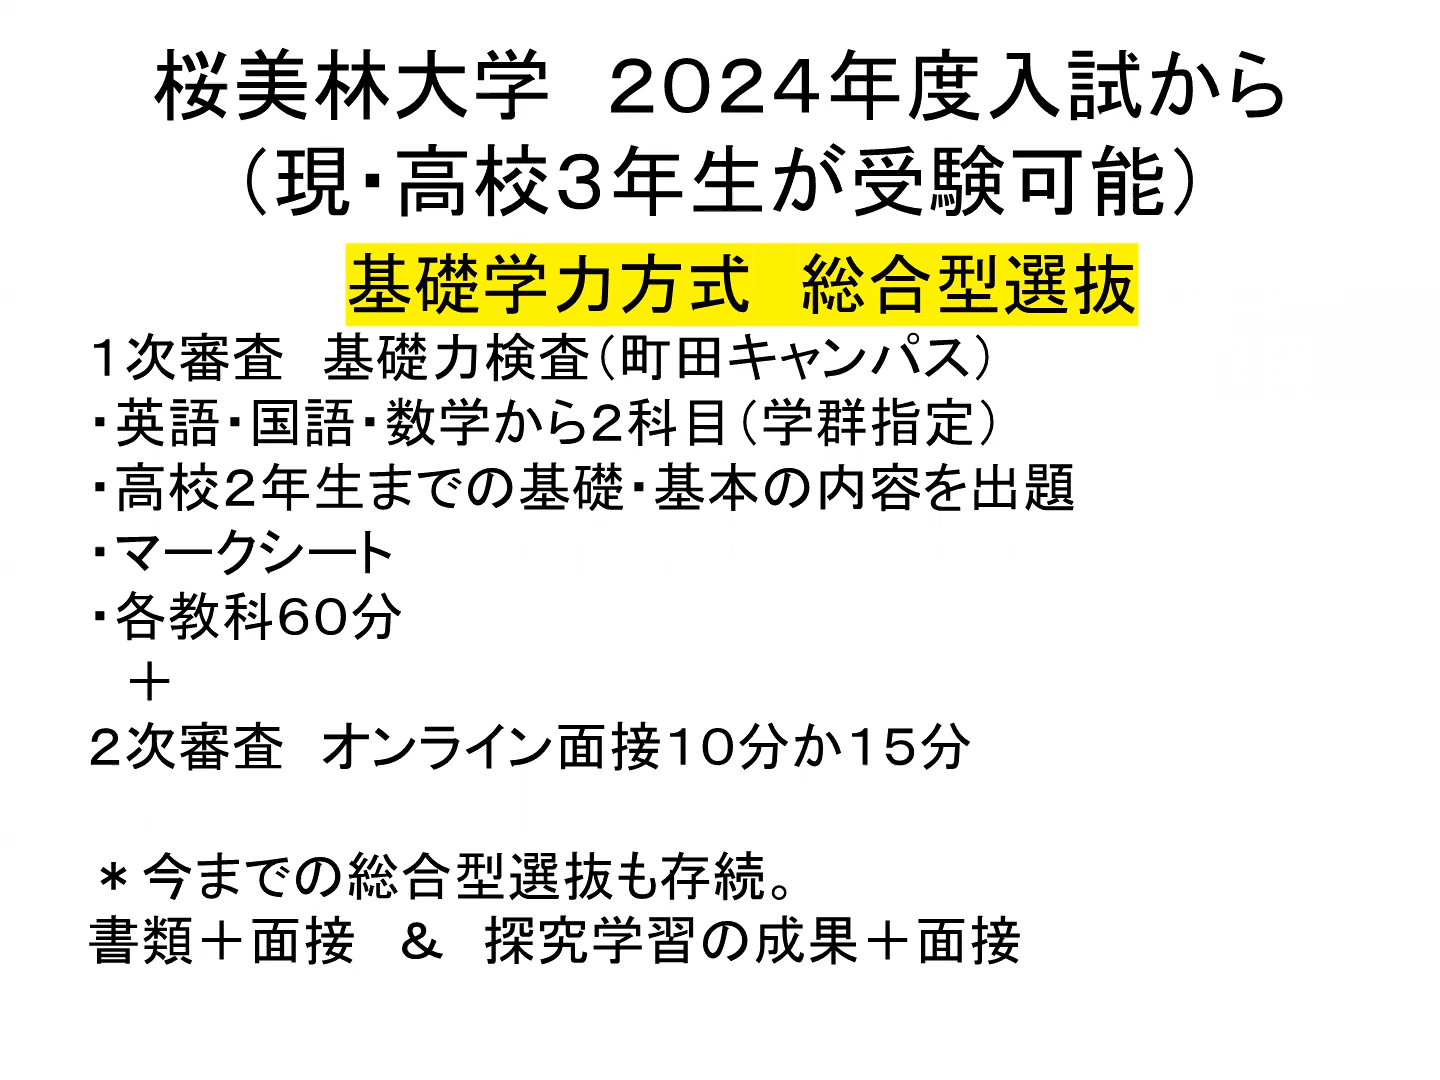 桜美林大学　２０２４年度入試から
（現・高校３年生が受験可能）
基礎学力方式　総合型選抜
１次審査　基礎力検査（町田キャンパス）
・英語・国語・数学から２科目（学群指定）
・高校２年生までの基礎・基本の内容を出題
・マークシート
・各教科６０分
＋
２次審査　オンライン面接１０分か１５分
＊今までの総合型選抜も存続。
書類＋面接　＆　探究学習の成果＋面接